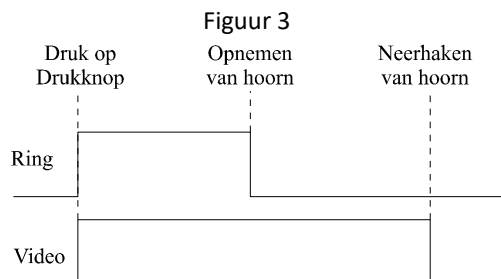 Figuur 3
Druk op
Drukknop
Opnemen
van hoorn
Neerhaken
van hoorn
Ring
Video